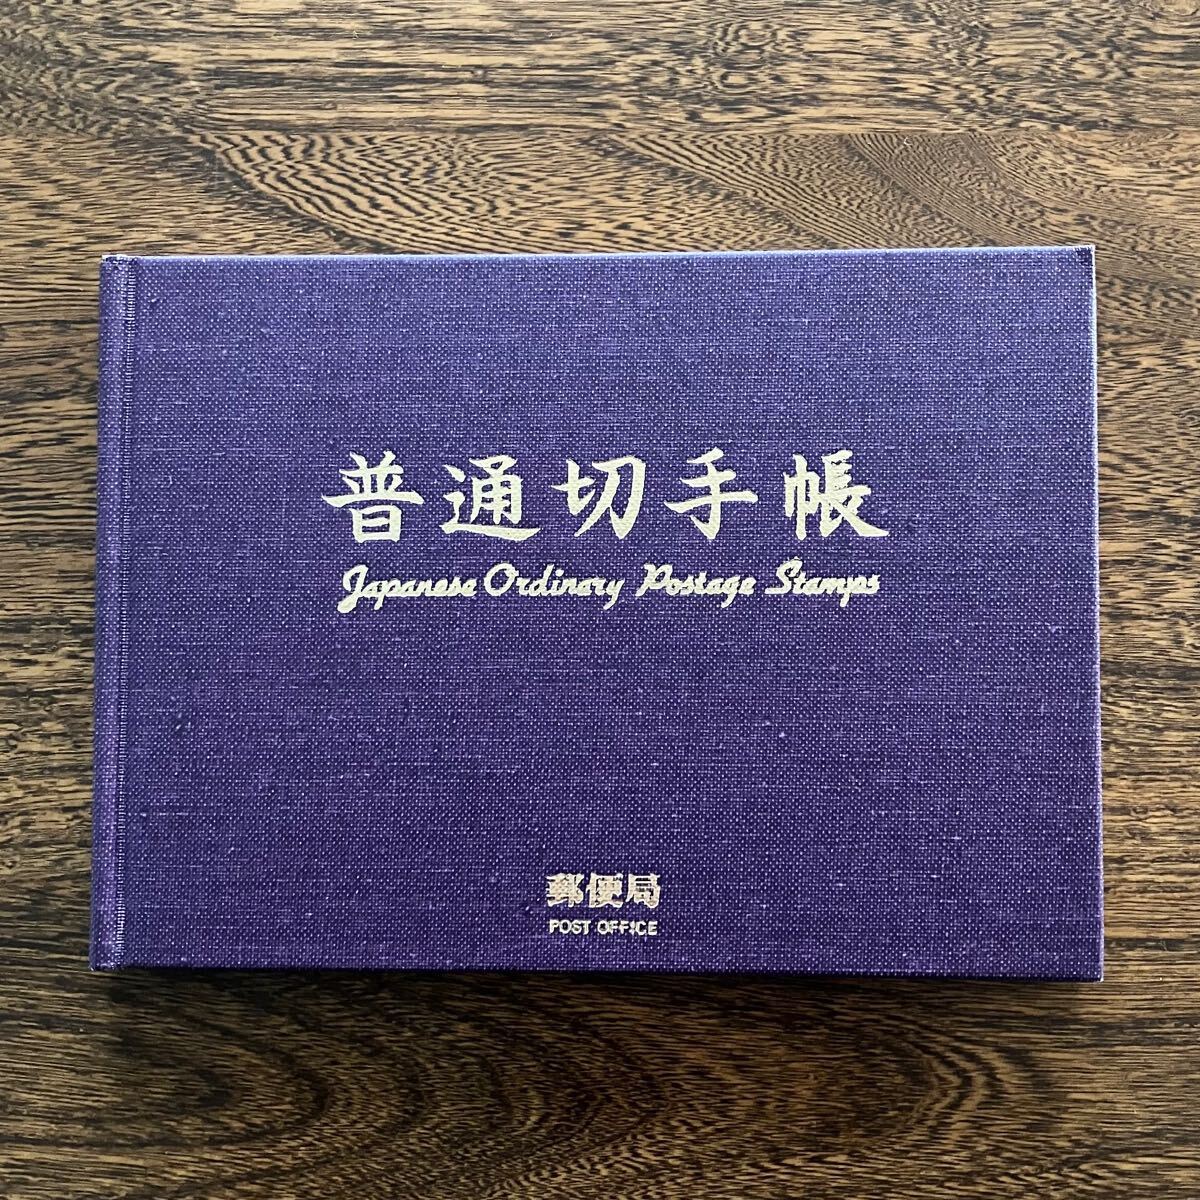 普通切手帳
Japanese Ordinary Postage Stamps
郵便局
POST OFFICE